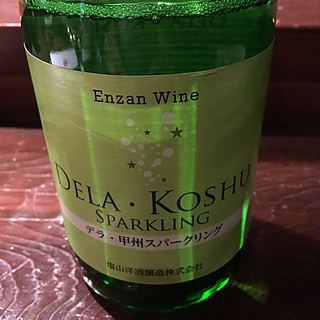 Enzan Wine
DELA・KOSHU
SPARKLING
デラ・甲州スパークリング
塩山洋酒醸造株式会社